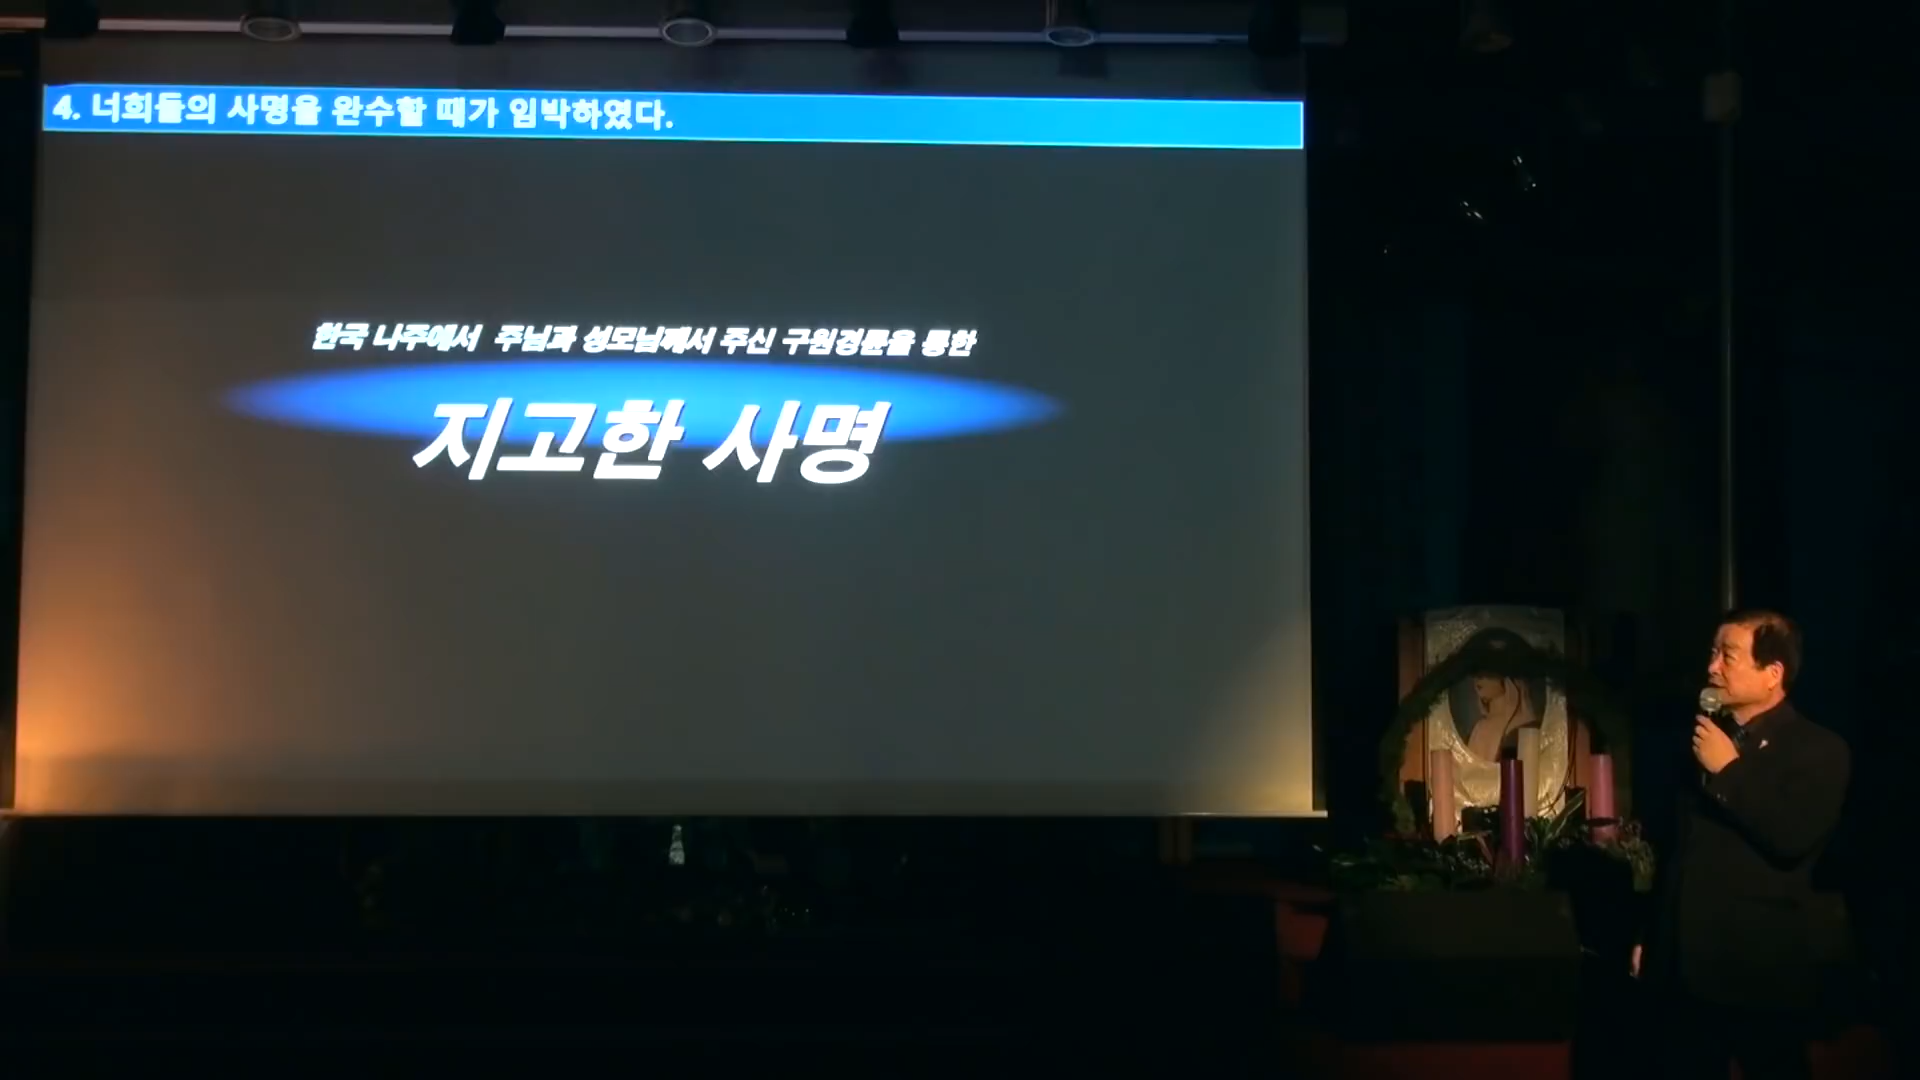 4. 너희들의 사명을 완수할 때가 임박하였다.
한국 나주에서 주님과 성모님께서 주신 구원경륜을 통한
지고한 사명